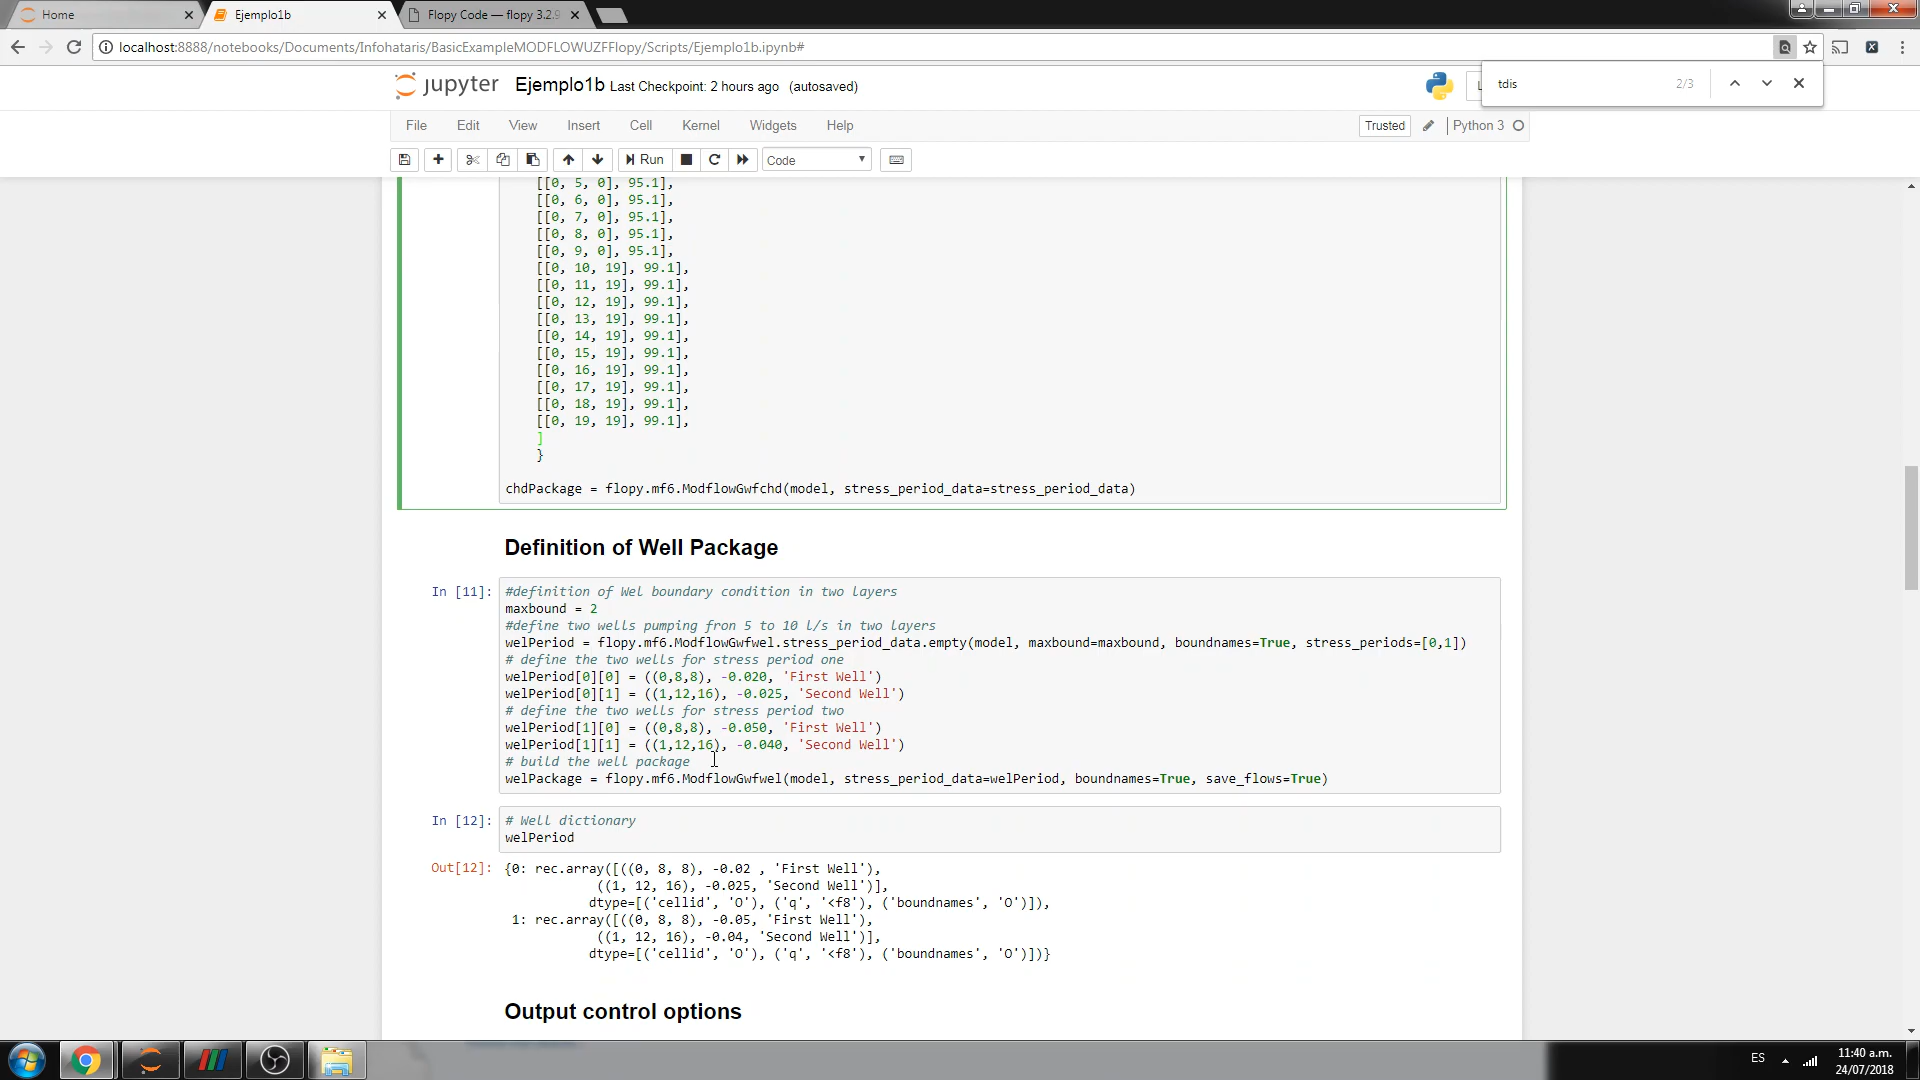 Home
Ejemplo1b
Flopy Code — flopy 3.2.9
localhost:8888/notebooks/Documents/Infohataris/BasicExampleMODFLOWUZFFlopy/Scripts/Ejemplo1b.ipynb#
tdis 2/3
jupyter Ejemplo1b Last Checkpoint: 2 hours ago (autosaved)
File Edit View Insert Cell Kernel Widgets Help
Trusted Python 3
Run Code
[[0, 5, 0], 95.1],
[[0, 6, 0], 95.1],
[[0, 7, 0], 95.1],
[[0, 8, 0], 95.1],
[[0, 9, 0], 95.1],
[[0, 10, 19], 99.1],
[[0, 11, 19], 99.1],
[[0, 12, 19], 99.1],
[[0, 13, 19], 99.1],
[[0, 14, 19], 99.1],
[[0, 15, 19], 99.1],
[[0, 16, 19], 99.1],
[[0, 17, 19], 99.1],
[[0, 18, 19], 99.1],
[[0, 19, 19], 99.1],
]
}
chdPackage = flopy.mf6.ModflowGwfchd(model, stress_period_data=stress_period_data)
Definition of Well Package
In [11]:
#definition of Wel boundary condition in two layers
maxbound = 2
#define two wells pumping fron 5 to 10 l/s in two layers
welPeriod = flopy.mf6.ModflowGwfwel.stress_period_data.empty(model, maxbound=maxbound, boundnames=True, stress_periods=[0,1])
# define the two wells for stress period one
welPeriod[0][0] = ((0,8,8), -0.020, 'First Well')
welPeriod[0][1] = ((1,12,16), -0.025, 'Second Well')
# define the two wells for stress period two
welPeriod[1][0] = ((0,8,8), -0.050, 'First Well')
welPeriod[1][1] = ((1,12,16), -0.040, 'Second Well')
# build the well package
welPackage = flopy.mf6.ModflowGwfwel(model, stress_period_data=welPeriod, boundnames=True, save_flows=True)
In [12]:
# Well dictionary
welPeriod
Out[12]:
{0: rec.array([((0, 8, 8), -0.02 , 'First Well'),
((1, 12, 16), -0.025, 'Second Well')],
dtype=[('cellid', 'O'), ('q', '<f8'), ('boundnames', 'O')]),
1: rec.array([((0, 8, 8), -0.05, 'First Well'),
((1, 12, 16), -0.04, 'Second Well')],
dtype=[('cellid', 'O'), ('q', '<f8'), ('boundnames', 'O')])}
Output control options
ES
11:40 a.m.
24/07/2018